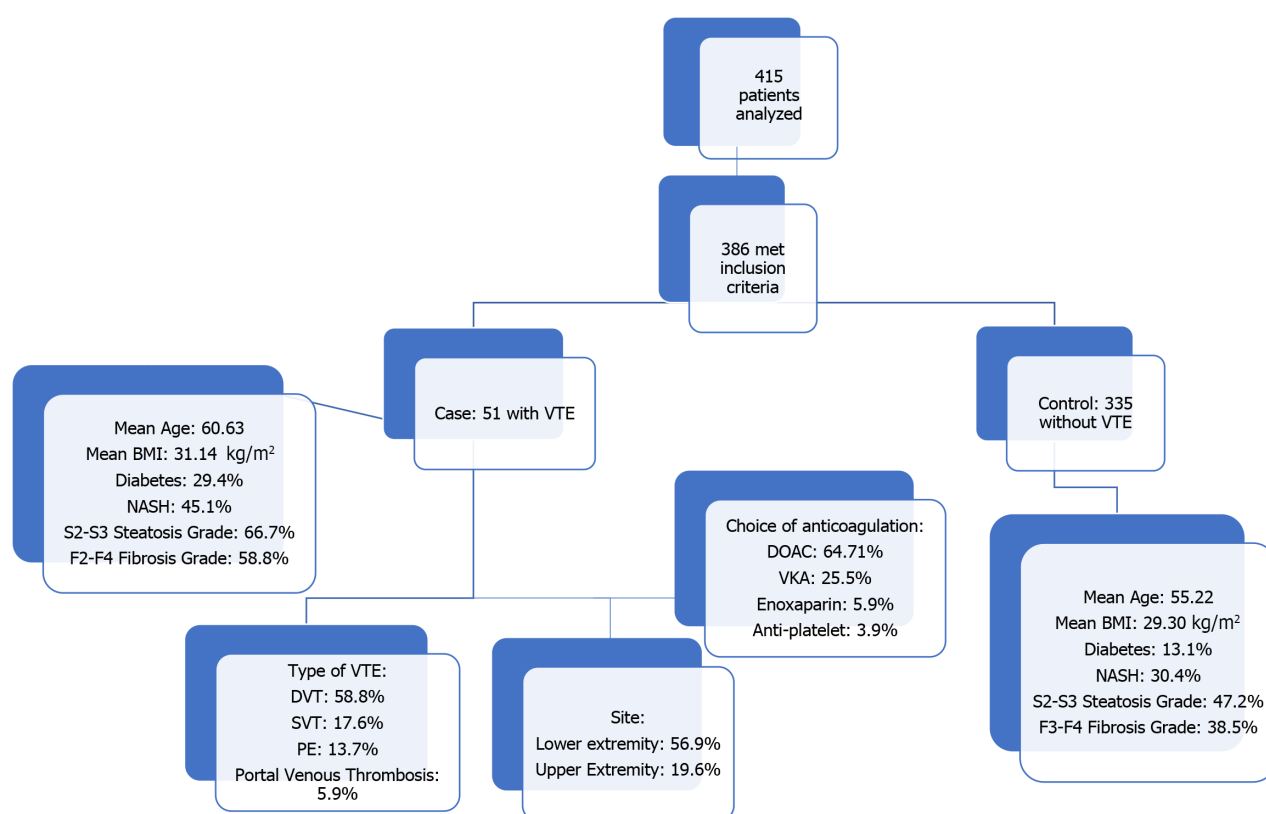 415
patients
analyzed
386 met
inclusion
criteria
Case: 51 with VTE
Control: 335
without VTE
Mean Age: 60.63
Mean BMI: 31.14 kg/m²
Diabetes: 29.4%
NASH: 45.1%
S2-S3 Steatosis Grade: 66.7%
F2-F4 Fibrosis Grade: 58.8%
Choice of anticoagulation:
DOAC: 64.71%
VKA: 25.5%
Enoxaparin: 5.9%
Anti-platelet: 3.9%
Mean Age: 55.22
Mean BMI: 29.30 kg/m²
Diabetes: 13.1%
NASH: 30.4%
S2-S3 Steatosis Grade: 47.2%
F3-F4 Fibrosis Grade: 38.5%
Type of VTE:
DVT: 58.8%
SVT: 17.6%
PE: 13.7%
Portal Venous Thrombosis:
5.9%
Site:
Lower extremity: 56.9%
Upper Extremity: 19.6%